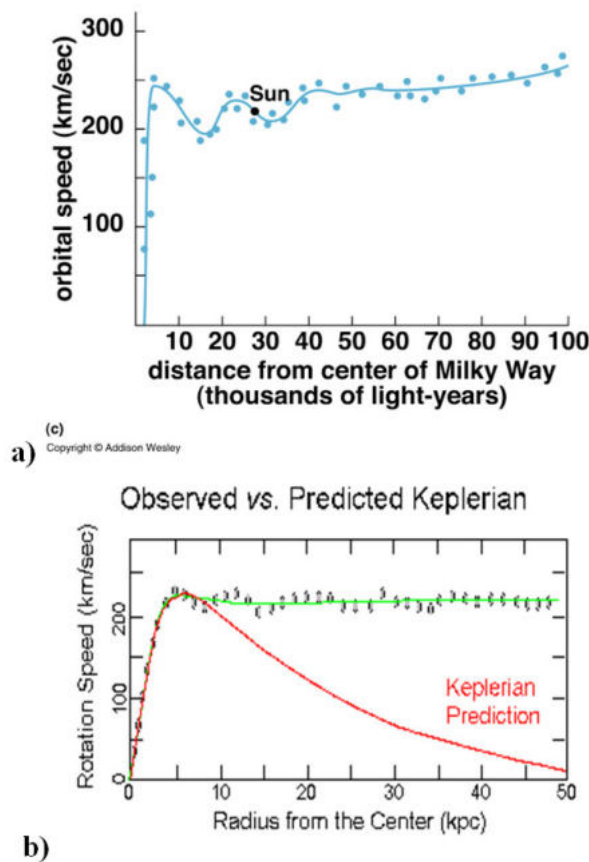 300
200
100
orbital speed (km/sec)
Sun
10 20 30 40 50 60 70 80 90 100
distance from center of Milky Way
(thousands of light-years)
(c)
Copyright © Addison Wesley
a)
Observed vs. Predicted Keplerian
200
100
0
Rotation Speed (km/sec)
Keplerian
Prediction
0 10 20 30 40 50
Radius from the Center (kpc)
b)